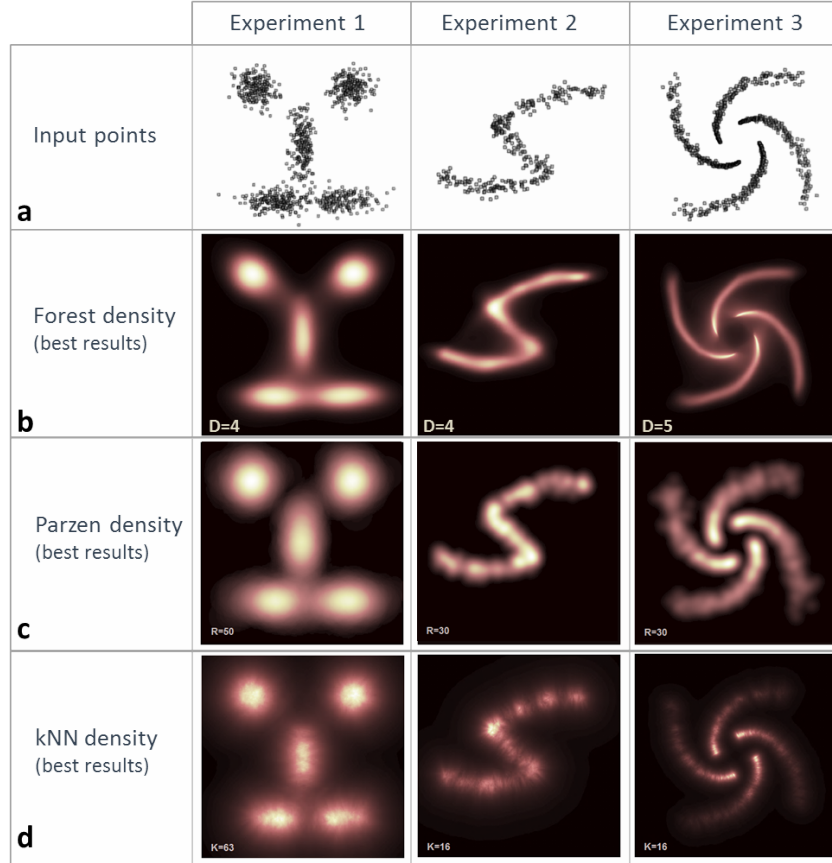 Experiment 1 Experiment 2 Experiment 3
Input points
a
Forest density
(best results)
b
D=4 D=4 D=5
Parzen density
(best results)
c
R=50 R=30 R=30
kNN density
(best results)
d
K=63 K=16 K=16